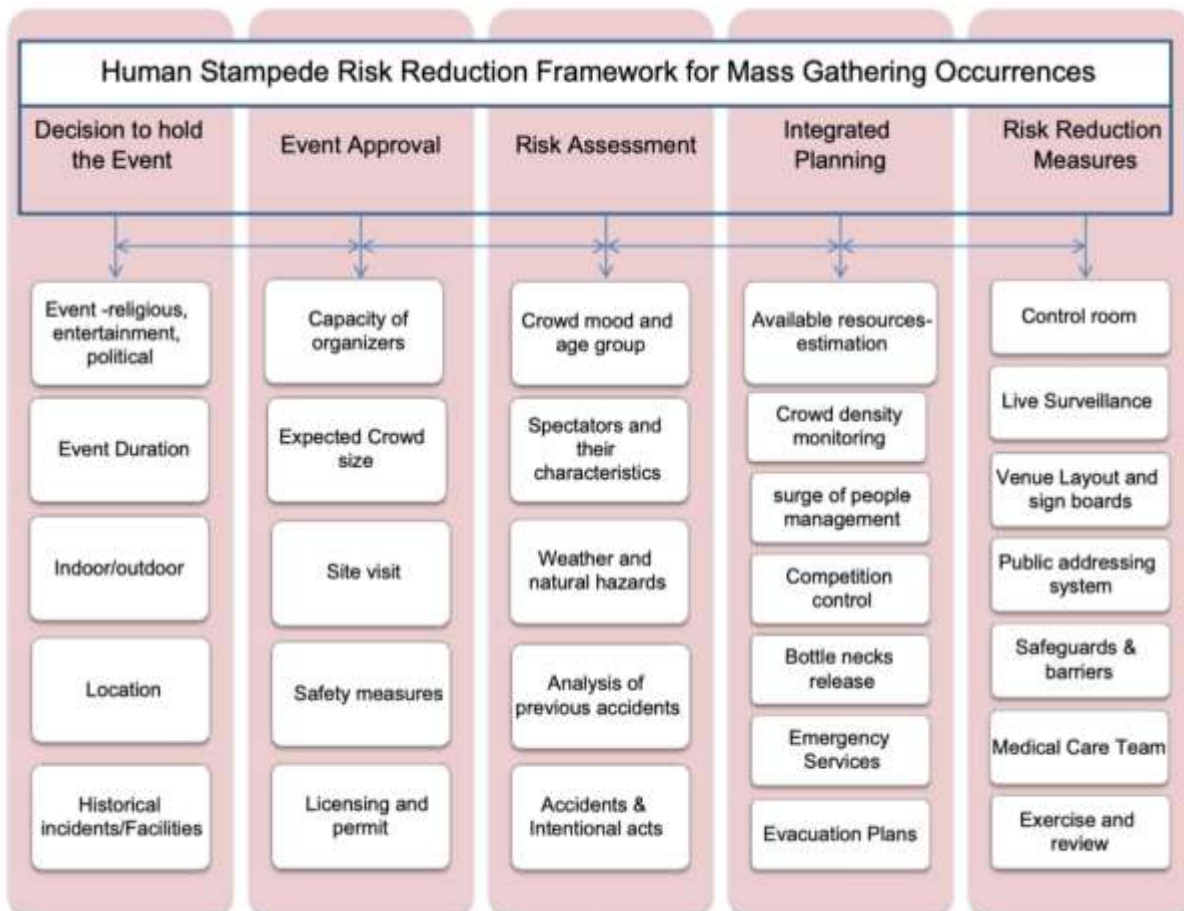 Human Stampede Risk Reduction Framework for Mass Gathering Occurrences
Decision to hold
the Event
Event Approval
Risk Assessment
Integrated
Planning
Risk Reduction
Measures
Event -religious,
entertainment,
political
Event Duration
Indoor/outdoor
Location
Historical
incidents/Facilities
Capacity of
organizers
Expected Crowd
size
Site visit
Safety measures
Licensing and
permit
Crowd mood and
age group
Spectators and
their
characteristics
Weather and
natural hazards
Analysis of
previous accidents
Accidents &
Intentional acts
Available resources-
estimation
Crowd density
monitoring
surge of people
management
Competition
control
Bottle necks
release
Emergency
Services
Evacuation Plans
Control room
Live Surveillance
Venue Layout and
sign boards
Public addressing
system
Safeguards &
barriers
Medical Care Team
Exercise and
review